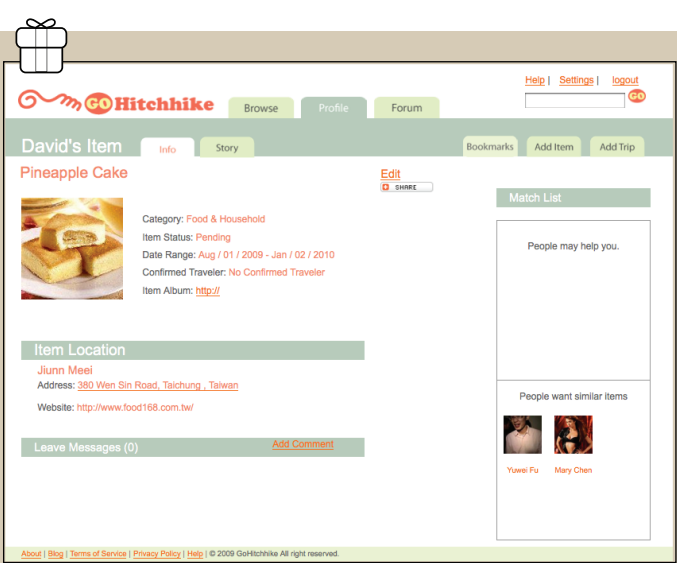 Help | Settings | logout
GO Hitchhike
Browse
Profile
Forum
GO
David's Item
Info
Story
Bookmarks
Add Item
Add Trip
Pineapple Cake
Edit
SHARE
Category: Food & Household
Item Status: Pending
Date Range: Aug / 01 / 2009 - Jan / 02 / 2010
Confirmed Traveler: No Confirmed Traveler
Item Album: http://
Match List
People may help you.
Item Location
Jiunn Meei
Address: 380 Wen Sin Road, Taichung , Taiwan
Website: http://www.food168.com.tw/
People want similar items
Yuwei Fu
Mary Chen
Leave Messages (0)
Add Comment
About | Blog | Terms of Service | Privacy Policy | Help | © 2009 GoHitchhike All right reserved.